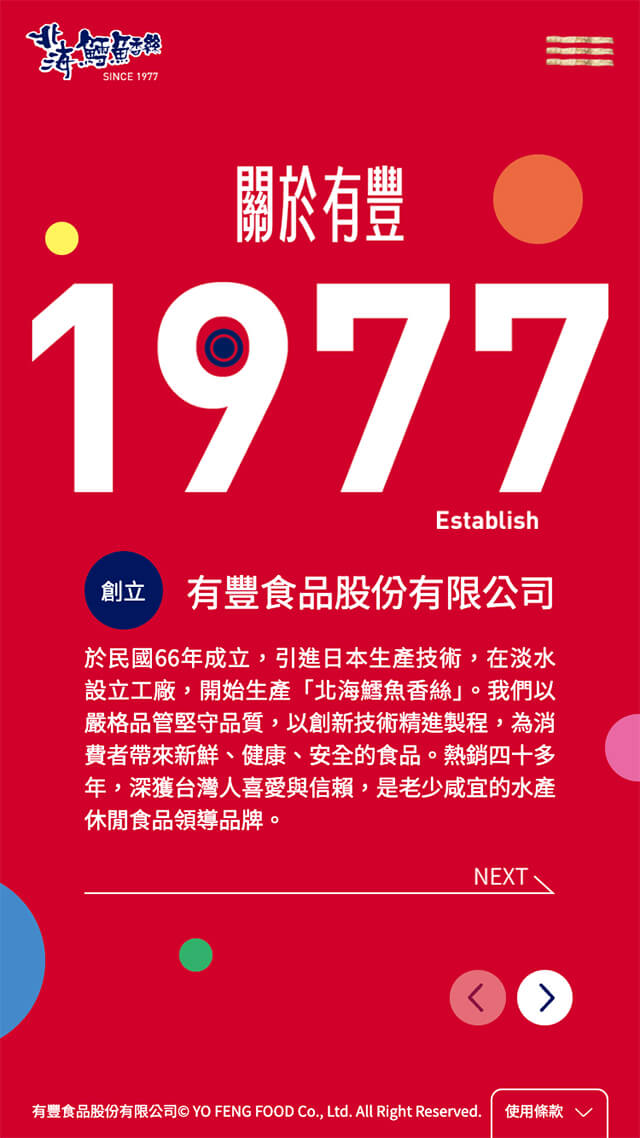 北海鱈魚香絲
SINCE 1977
關於有豐
1977
Establish
創立
有豐食品股份有限公司
於民國66年成立，引進日本生產技術，在淡水
設立工廠，開始生產「北海鱈魚香絲」。我們以
嚴格品管堅守品質，以創新技術精進製程，為消
費者帶來新鮮、健康、安全的食品。熱銷四十多
年，深獲台灣人喜愛與信賴，是老少咸宜的水產
休閒食品領導品牌。
NEXT
有豐食品股份有限公司© YO FENG FOOD Co., Ltd. All Right Reserved.
使用條款